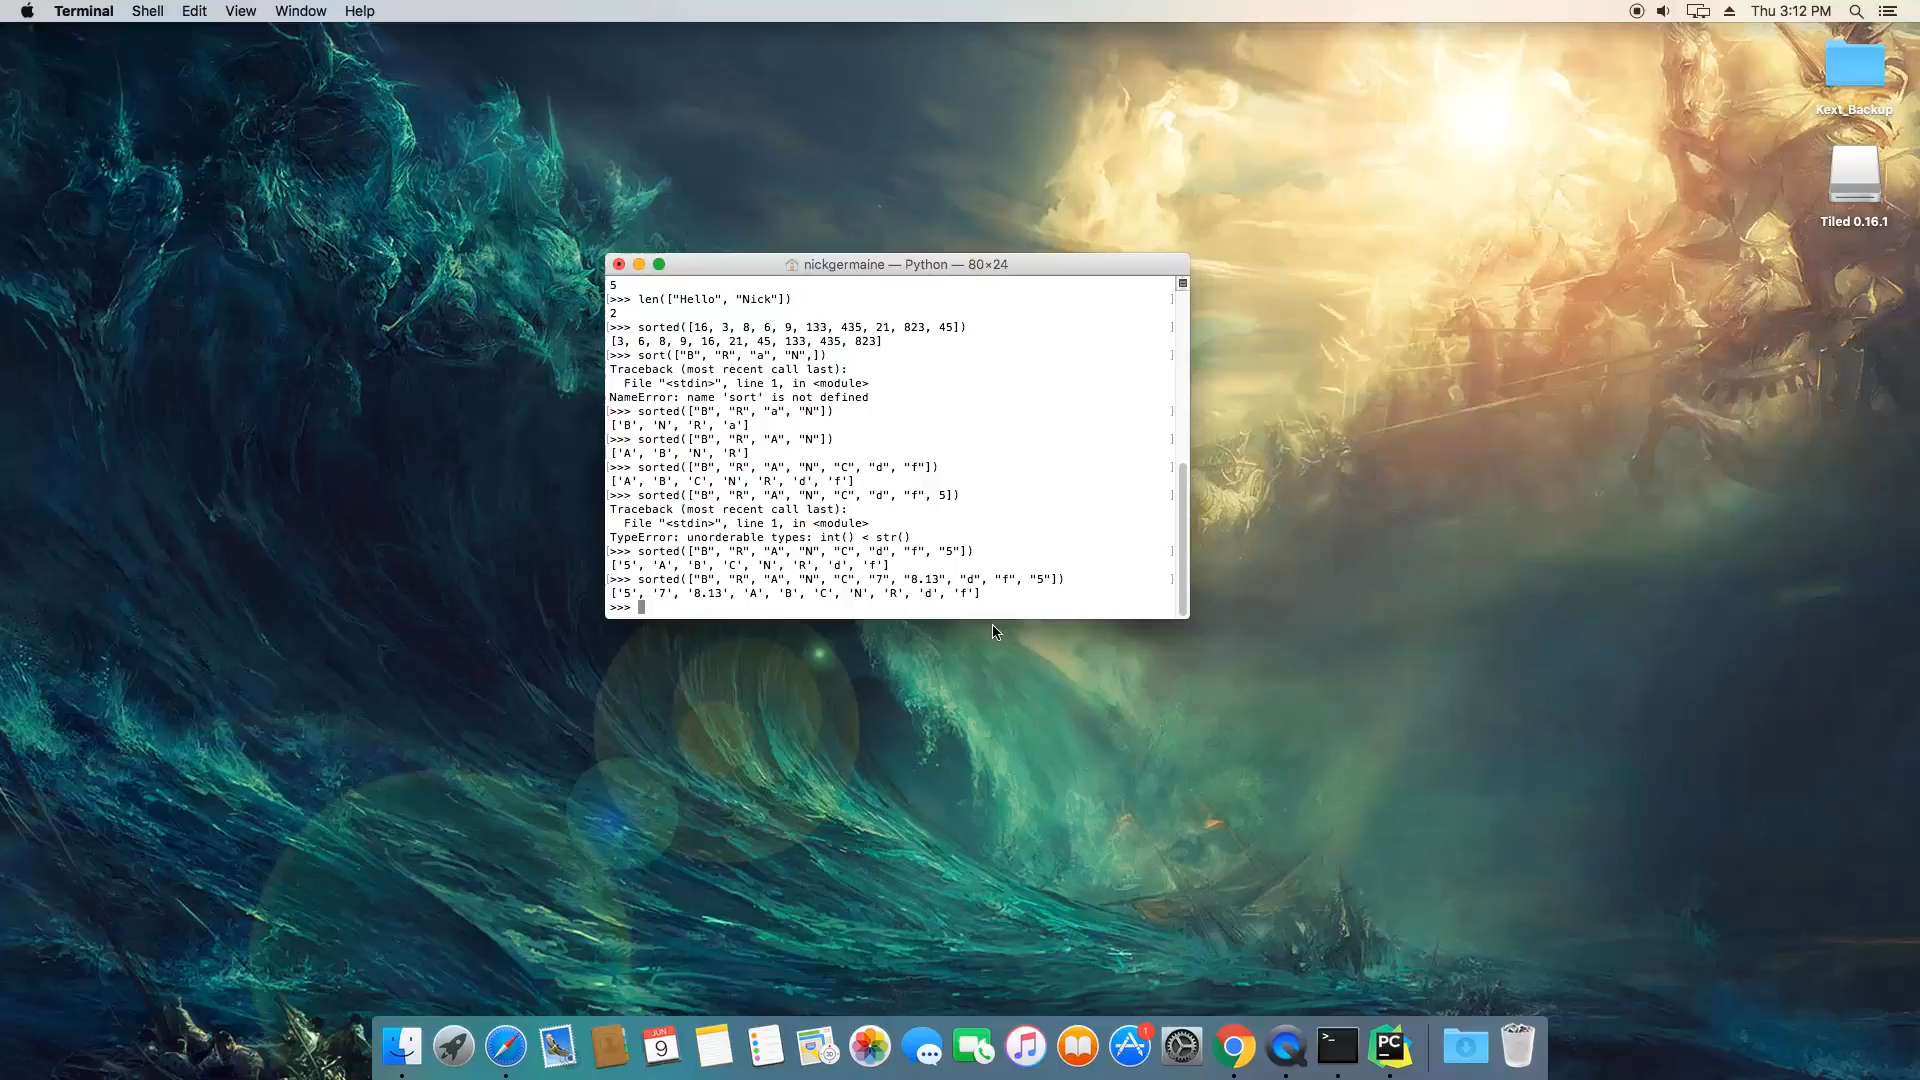 Terminal Shell Edit View Window Help
Thu 3:12 PM
Kext_Backup
Tiled 0.16.1
nickgermaine — Python — 80×24
5
>>> len(["Hello", "Nick"])
2
>>> sorted([16, 3, 8, 6, 9, 133, 435, 21, 823, 45])
[3, 6, 8, 9, 16, 21, 45, 133, 435, 823]
>>> sort(["B", "R", "a", "N",])
Traceback (most recent call last):
  File "<stdin>", line 1, in <module>
NameError: name 'sort' is not defined
>>> sorted(["B", "R", "a", "N"])
['B', 'N', 'R', 'a']
>>> sorted(["B", "R", "A", "N"])
['A', 'B', 'N', 'R']
>>> sorted(["B", "R", "A", "N", "C", "d", "f"])
['A', 'B', 'C', 'N', 'R', 'd', 'f']
>>> sorted(["B", "R", "A", "N", "C", "d", "f", 5])
Traceback (most recent call last):
  File "<stdin>", line 1, in <module>
TypeError: unorderable types: int() < str()
>>> sorted(["B", "R", "A", "N", "C", "d", "f", "5"])
['5', 'A', 'B', 'C', 'N', 'R', 'd', 'f']
>>> sorted(["B", "R", "A", "N", "C", "7", "8.13", "d", "f", "5"])
['5', '7', '8.13', 'A', 'B', 'C', 'N', 'R', 'd', 'f']
>>>
JUN
9
3D
1
>_
PC